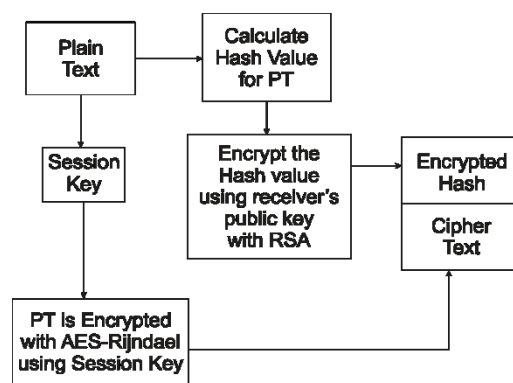 Plain
Text
Calculate
Hash Value
for PT
Session
Key
Encrypt the
Hash value
using receiver's
public key
with RSA
Encrypted
Hash
Cipher
Text
PT is Encrypted
with AES-Rijndael
using Session Key